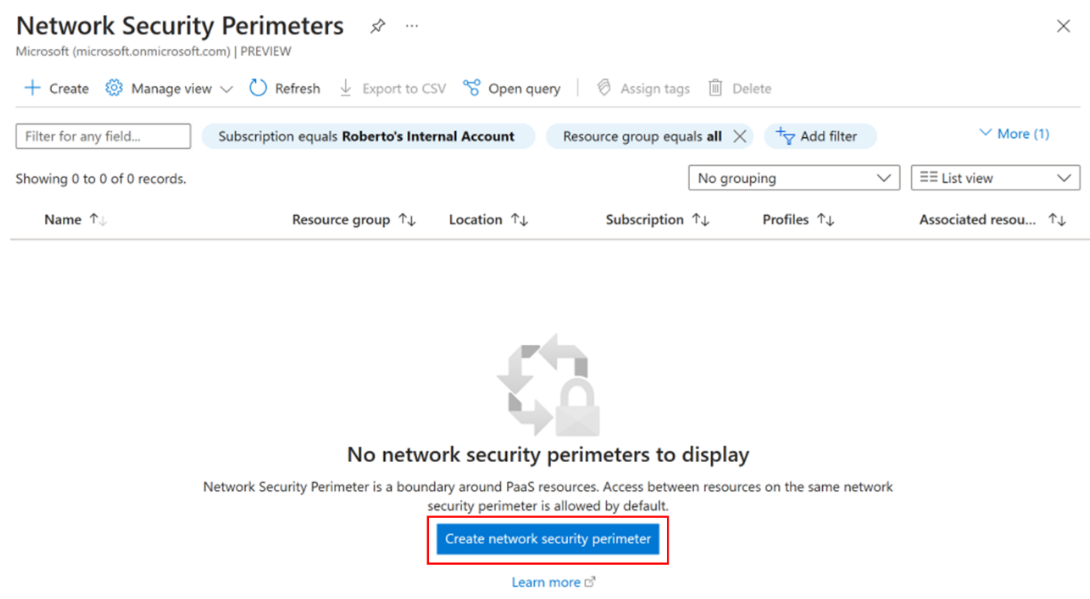 Network Security Perimeters ...
Microsoft (microsoft.onmicrosoft.com) | PREVIEW
Create Manage view Refresh Export to CSV Open query Assign tags Delete
Filter for any field... Subscription equals Roberto's Internal Account Resource group equals all Add filter More (1)
Showing 0 to 0 of 0 records. No grouping List view
Name Resource group Location Subscription Profiles Associated resou...
No network security perimeters to display
Network Security Perimeter is a boundary around PaaS resources. Access between resources on the same network
security perimeter is allowed by default.
Create network security perimeter
Learn more